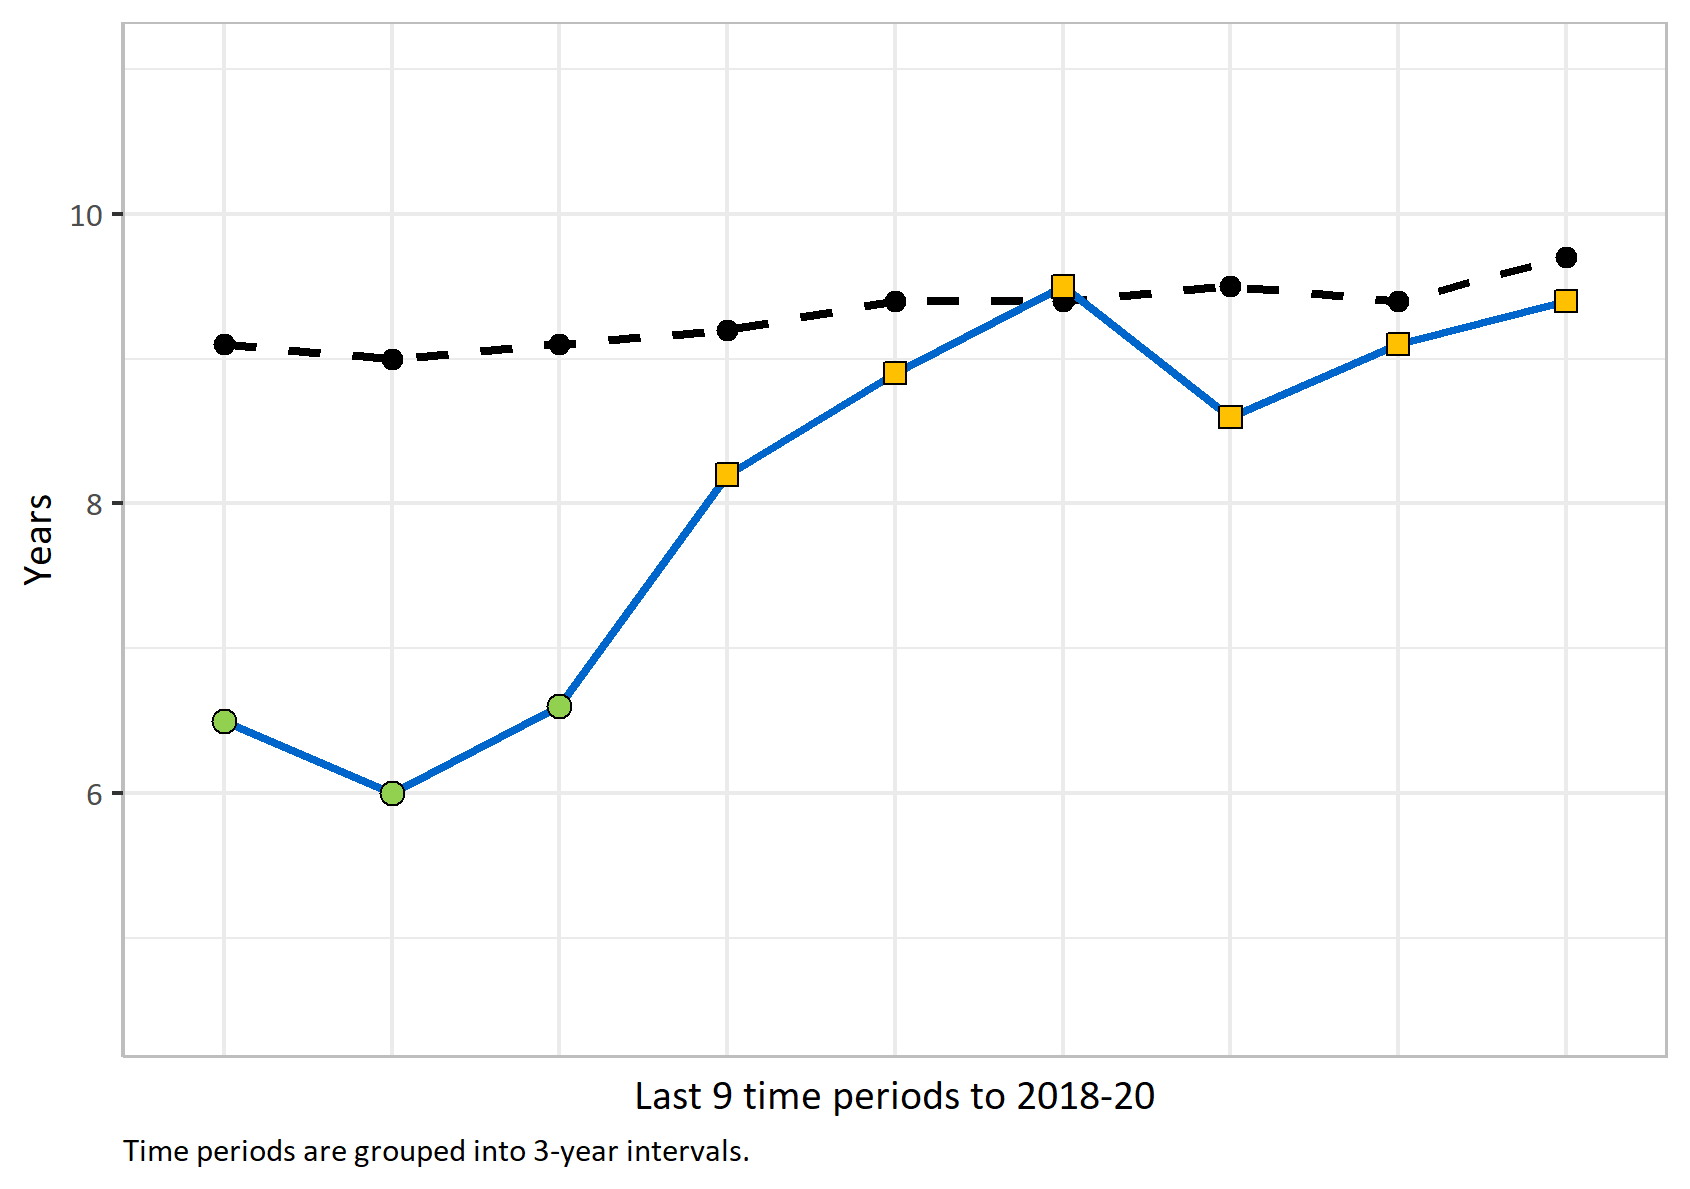 10
8
6
Years
Last 9 time periods to 2018-20
Time periods are grouped into 3-year intervals.